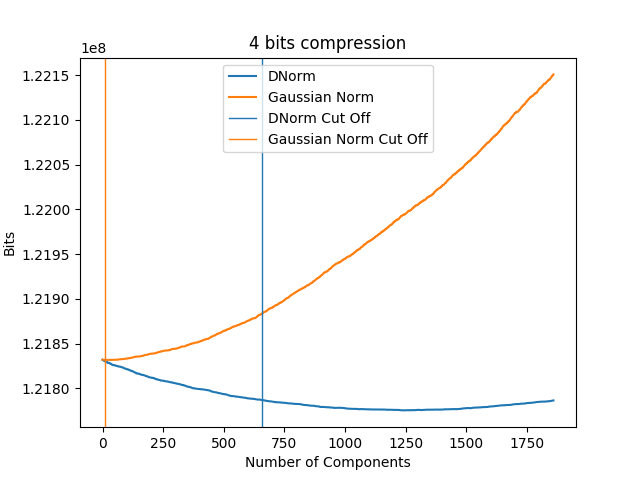 4 bits compression
1e8
DNorm
Gaussian Norm
DNorm Cut Off
Gaussian Norm Cut Off
1.2215
1.2210
1.2205
1.2200
1.2195
1.2190
1.2185
1.2180
Bits
0 250 500 750 1000 1250 1500 1750
Number of Components